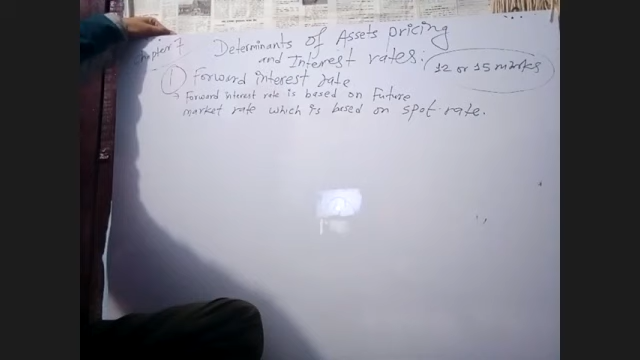 Chapter 7
Determinants of Assets pricing
and Interest rates.
12 or 15 marks
① Forward interest rate
→ Forward interest rate is based on Future
market rate which is based on spot rate.